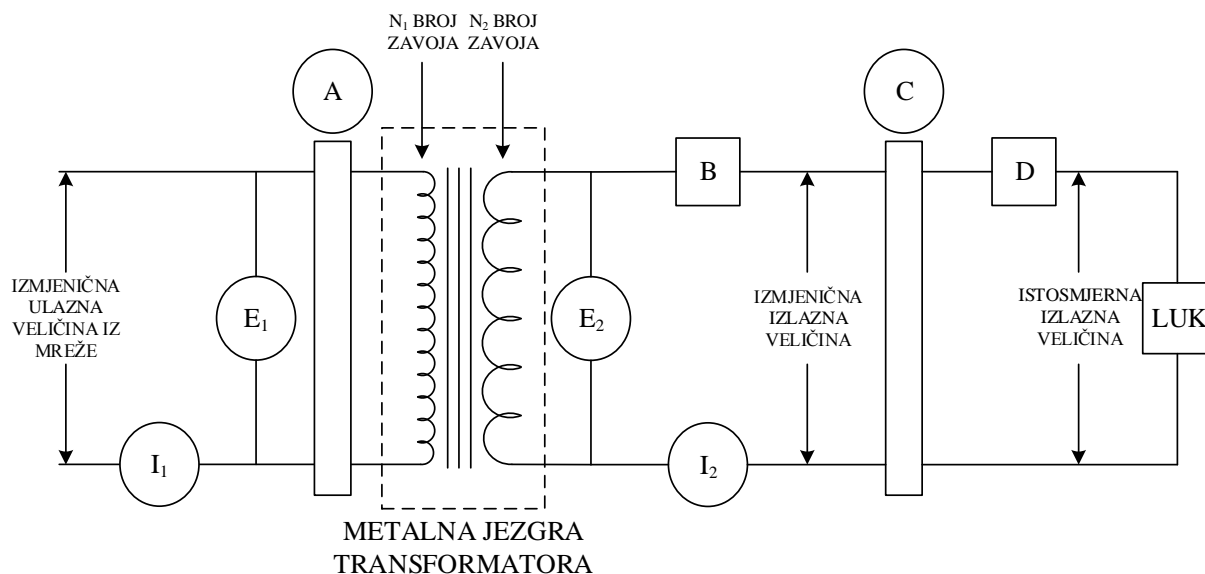 N₁ BROJ
ZAVOJA
N₂ BROJ
ZAVOJA
A
C
B
D
IZMJENIČNA
ULAZNA
VELIČINA IZ
MREŽE
E₁
E₂
IZMJENIČNA
IZLAZNA
VELIČINA
ISTOSMJERNA
IZLAZNA
VELIČINA
LUK
I₁
I₂
METALNA JEZGRA
TRANSFORMATORA